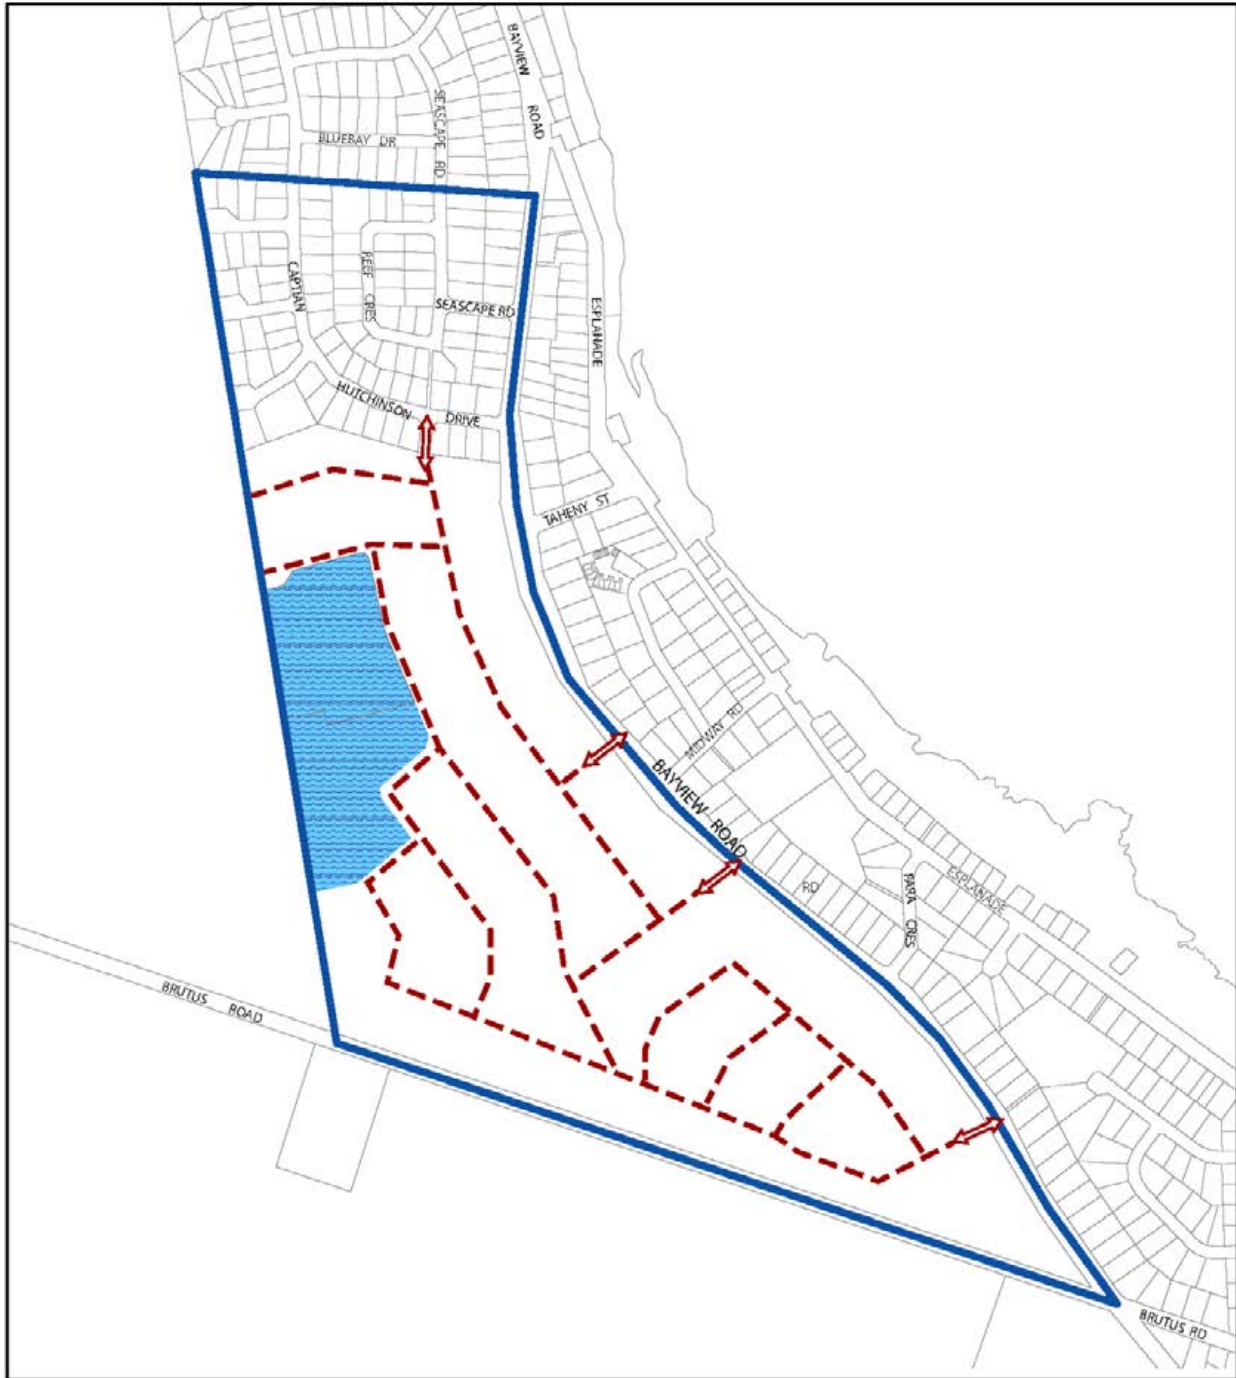 BAYVIEW ROAD
SEASCAPE RD
BLUEBAY DR
CAPTIAN
REEF CRES
SEASCAPE RD
ESPLANADE
HUTCHINSON DRIVE
TAHENY ST
MIDWAY RD
BAYVIEW ROAD
RD
PARA CRES
ESPLANADE
BRUTUS ROAD
BRUTUS RD